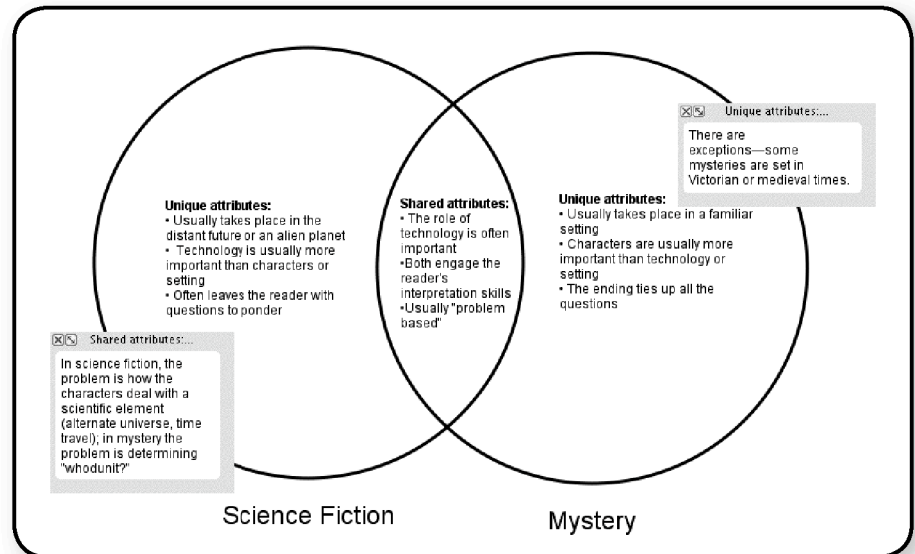 Unique attributes:...
There are
exceptions—some
mysteries are set in
Victorian or medieval times.
Unique attributes:
• Usually takes place in the
distant future or an alien planet
• Technology is usually more
important than characters or
setting
• Often leaves the reader with
questions to ponder
Shared attributes:
• The role of
technology is often
important
•Both engage the
reader's
interpretation skills
•Usually "problem
based"
Unique attributes:
• Usually takes place in a familiar
setting
• Characters are usually more
important than technology or
setting
• The ending ties up all the
questions
Shared attributes:...
In science fiction, the
problem is how the
characters deal with a
scientific element
(alternate universe, time
travel); in mystery the
problem is determining
"whodunit?"
Science Fiction
Mystery